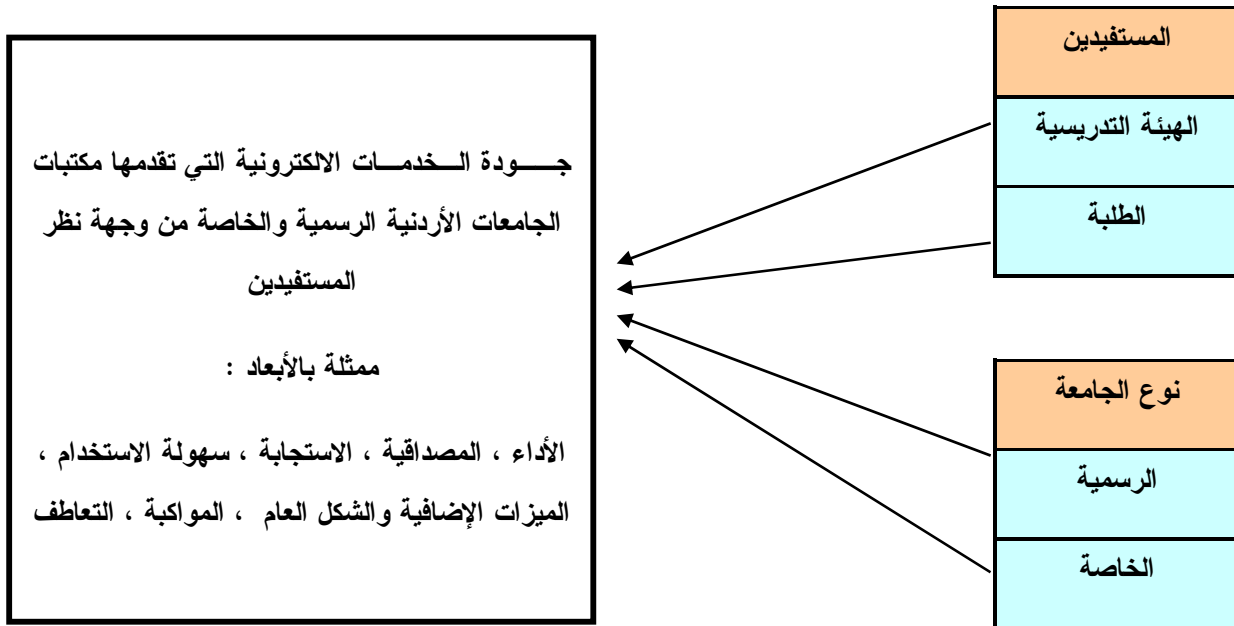 المستفيدين
الهيئة التدريسية
الطلبة
نوع الجامعة
الرسمية
الخاصة
جـــــودة الـــخدمـــات الالكترونية التي تقدمها مكتبات
الجامعات الأردنية الرسمية والخاصة من وجهة نظر
المستفيدين
ممثلة بالأبعاد :
الأداء ، المصداقية ، الاستجابة ، سهولة الاستخدام ،
الميزات الإضافية والشكل العام ، المواكبة ، التعاطف